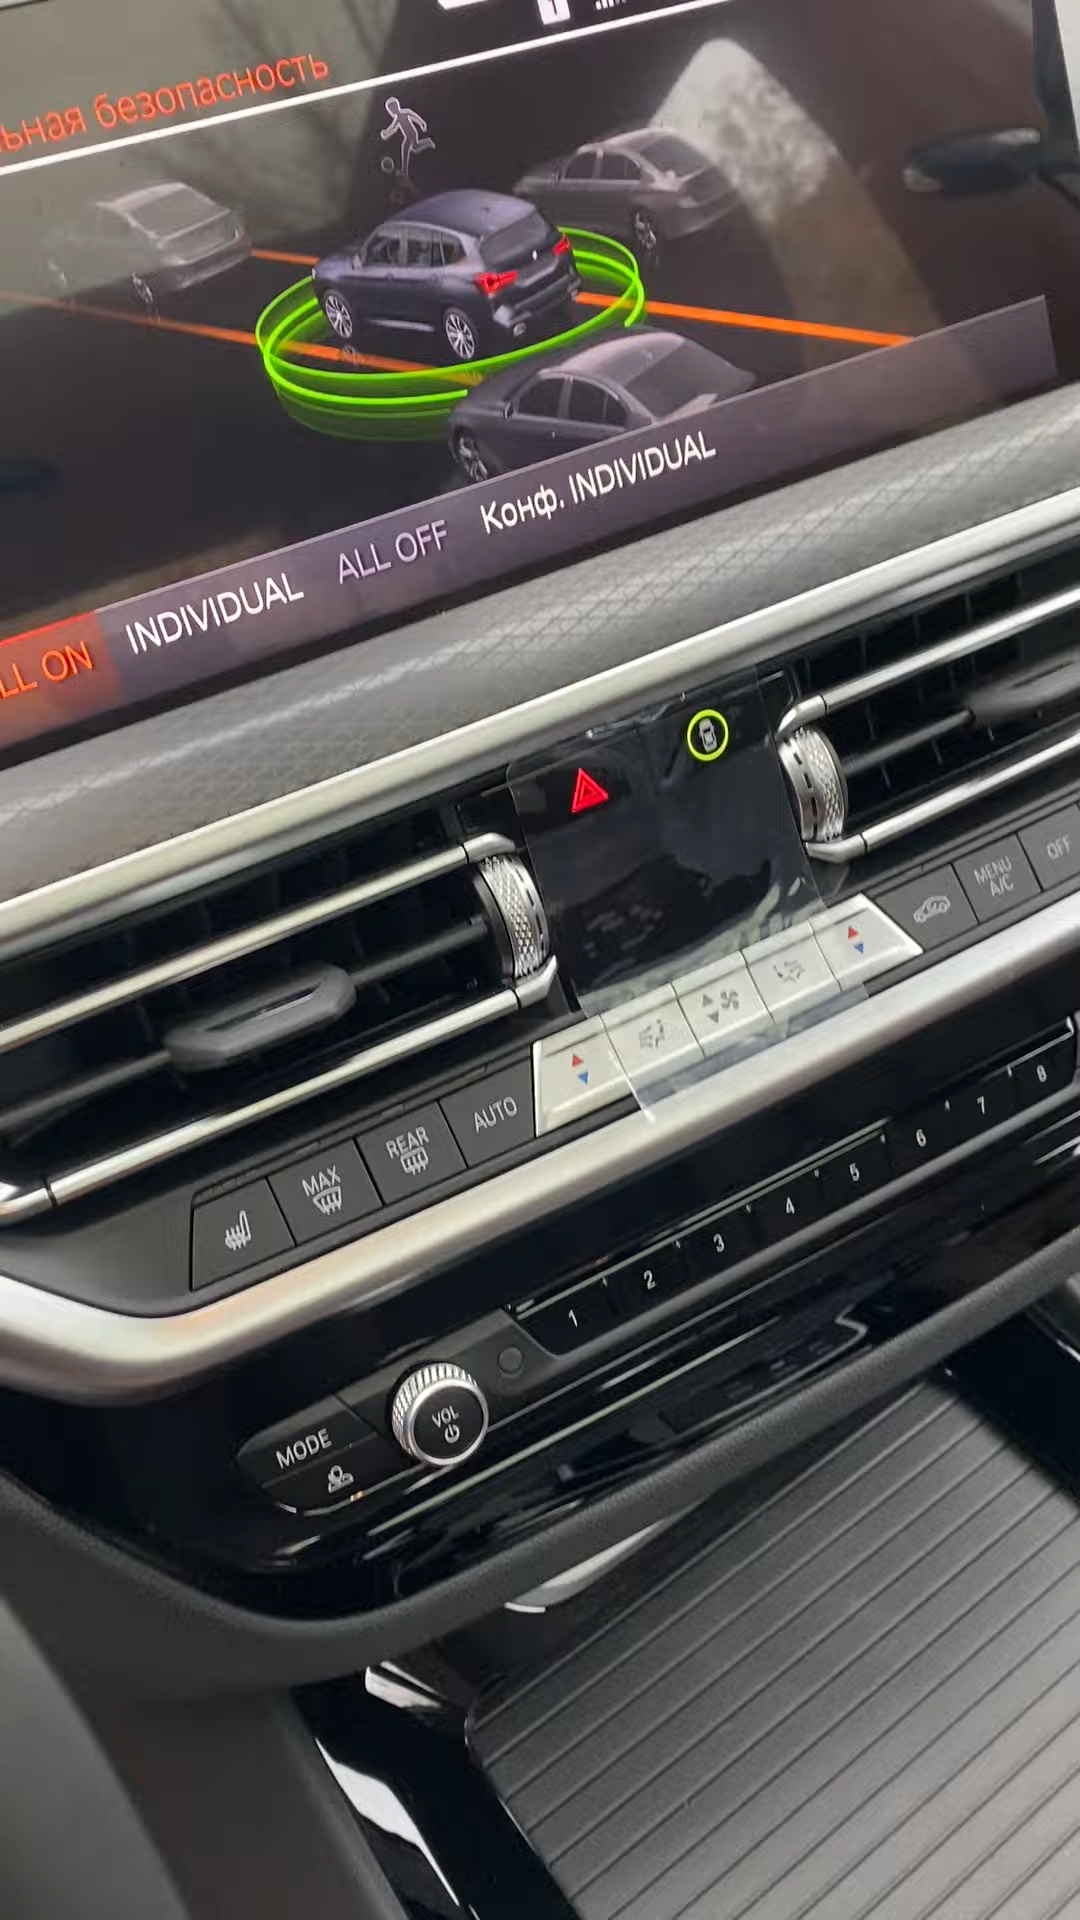 ьная безопасность
LL ON
INDIVIDUAL
ALL OFF
Конф. INDIVIDUAL
MAX
REAR
AUTO
MENU
A/C
OFF
1 2 3 4 5 6 7 8
MODE
VOL